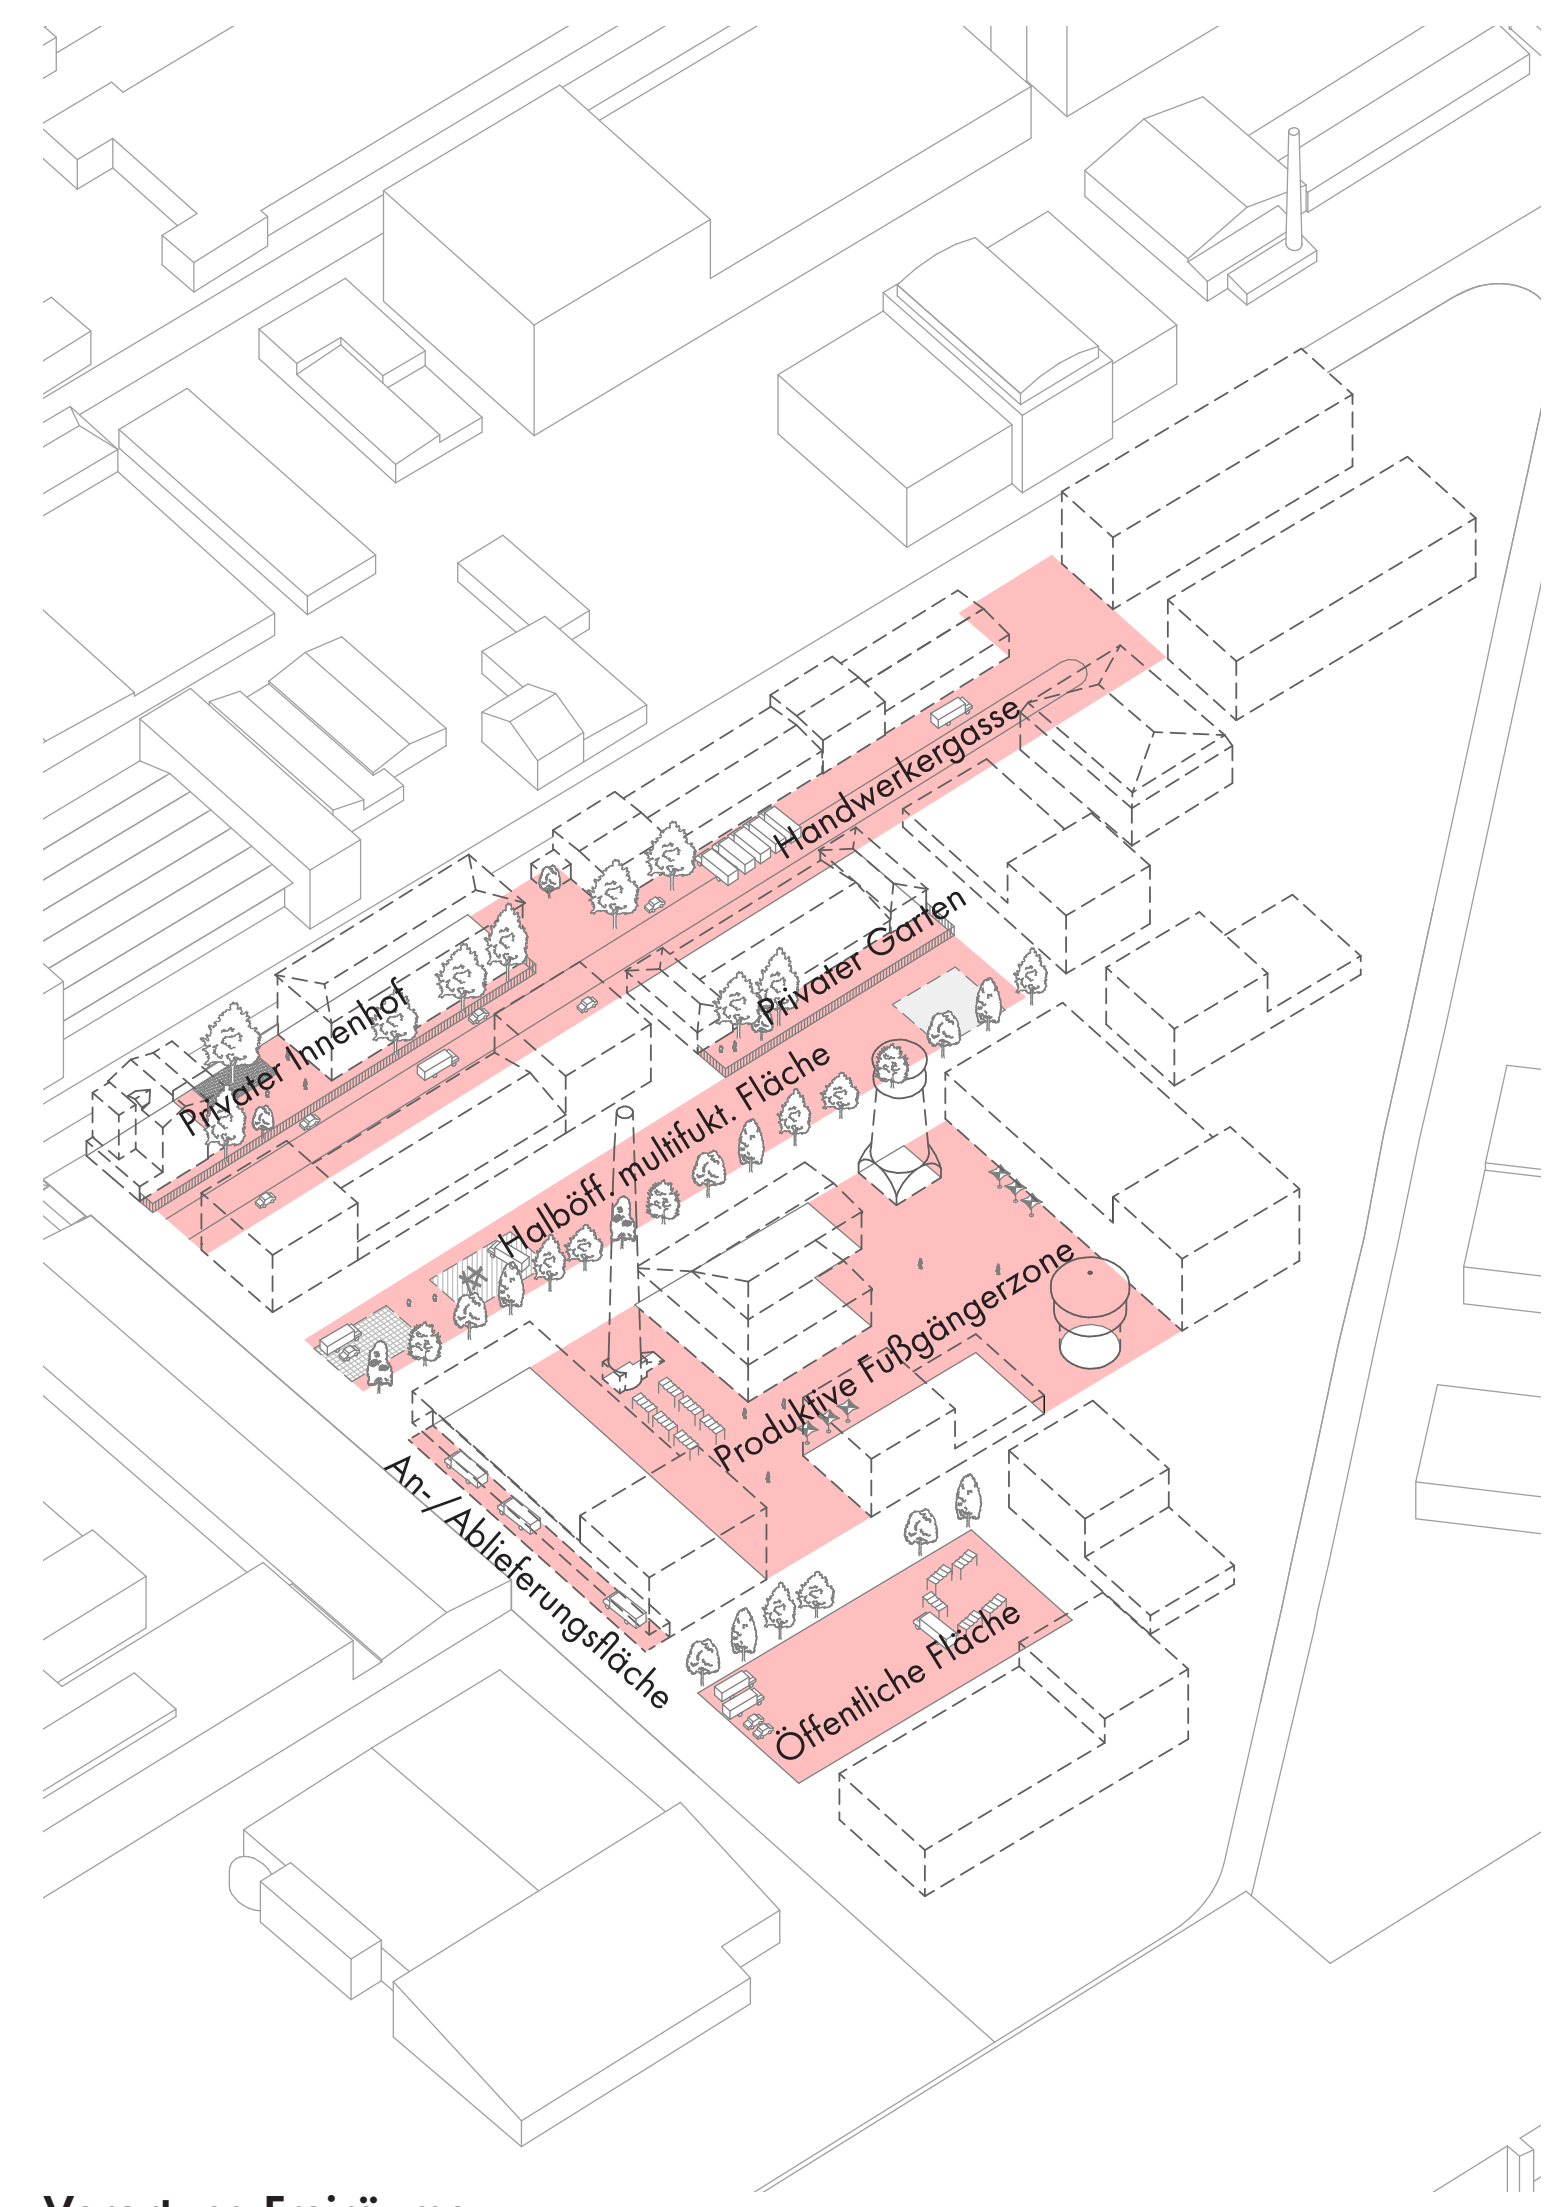 Handwerkergasse
Privater Garten
Privater Innenhof
Halböff. multifukt. Fläche
Produktive Fußgängerzone
An- /Ablieferungsfläche
Öffentliche Fläche